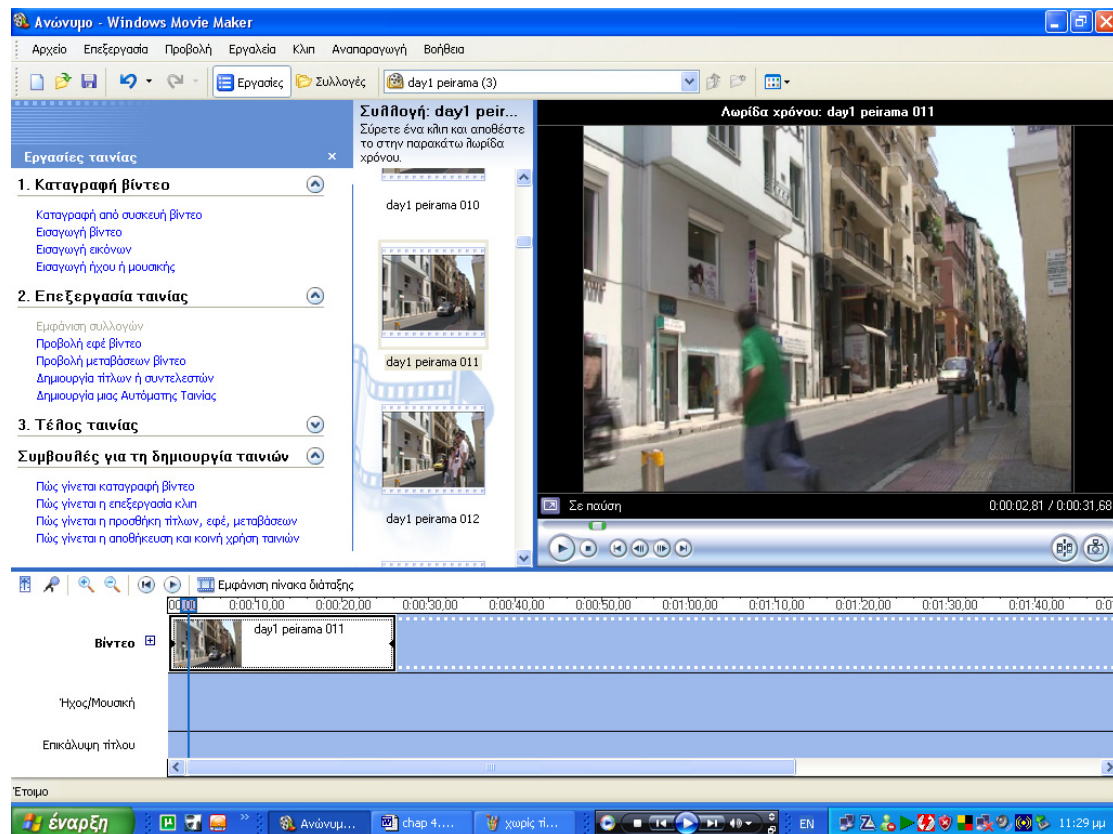 Ανώνυμο - Windows Movie Maker
Αρχείο Επεξεργασία Προβολή Εργαλεία Κλιπ Αναπαραγωγή Βοήθεια
Εργασίες Συλλογές day1 peirama (3)
Εργασίες ταινίας
1. Καταγραφή βίντεο
Καταγραφή από συσκευή βίντεο
Εισαγωγή βίντεο
Εισαγωγή εικόνων
Εισαγωγή ήχου ή μουσικής
2. Επεξεργασία ταινίας
Εμφάνιση συλλογών
Προβολή εφέ βίντεο
Προβολή μεταβάσεων βίντεο
Δημιουργία τίτλων ή συντελεστών
Δημιουργία μιας Αυτόματης Ταινίας
3. Τέλος ταινίας
Συμβουλές για τη δημιουργία ταινιών
Πώς γίνεται καταγραφή βίντεο
Πώς γίνεται η επεξεργασία κλιπ
Πώς γίνεται η προσθήκη τίτλων, εφέ, μεταβάσεων
Πώς γίνεται η αποθήκευση και κοινή χρήση ταινιών
Συλλογή: day1 peir...
Σύρετε ένα κλιπ και αποθέστε
το στην παρακάτω λωρίδα
χρόνου.
day1 peirama 010
day1 peirama 011
day1 peirama 012
Λωρίδα χρόνου: day1 peirama 011
Σε παύση 0:00:02,81 / 0:00:31,68
Εμφάνιση πίνακα διάταξης
00:00 0:00:10,00 0:00:20,00 0:00:30,00 0:00:40,00 0:00:50,00 0:01:00,00 0:01:10,00 0:01:20,00 0:01:30,00 0:01:40,00
Βίντεο day1 peirama 011
Ήχος/Μουσική
Επικάλυψη τίτλου
Έτοιμο
έναρξη Ανώνυμ... chap 4.... χωρίς τί... EN 11:29 μμ